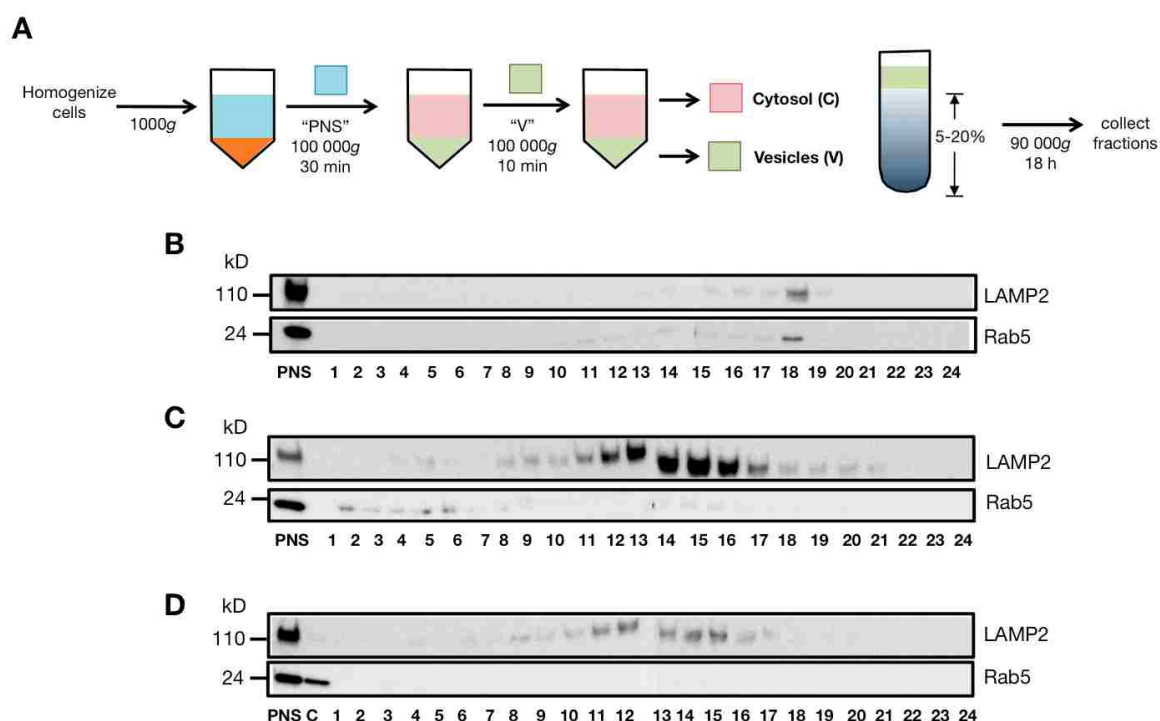 A
Homogenize
cells
1000g
"PNS"
100 000g
30 min
"V"
100 000g
10 min
Cytosol (C)
Vesicles (V)
5-20%
90 000g
18 h
collect
fractions
B
kD
110
LAMP2
24
Rab5
PNS 1 2 3 4 5 6 7 8 9 10 11 12 13 14 15 16 17 18 19 20 21 22 23 24
C
kD
110
LAMP2
24
Rab5
PNS 1 2 3 4 5 6 7 8 9 10 11 12 13 14 15 16 17 18 19 20 21 22 23 24
D
kD
110
LAMP2
24
Rab5
PNS C 1 2 3 4 5 6 7 8 9 10 11 12 13 14 15 16 17 18 19 20 21 22 23 24